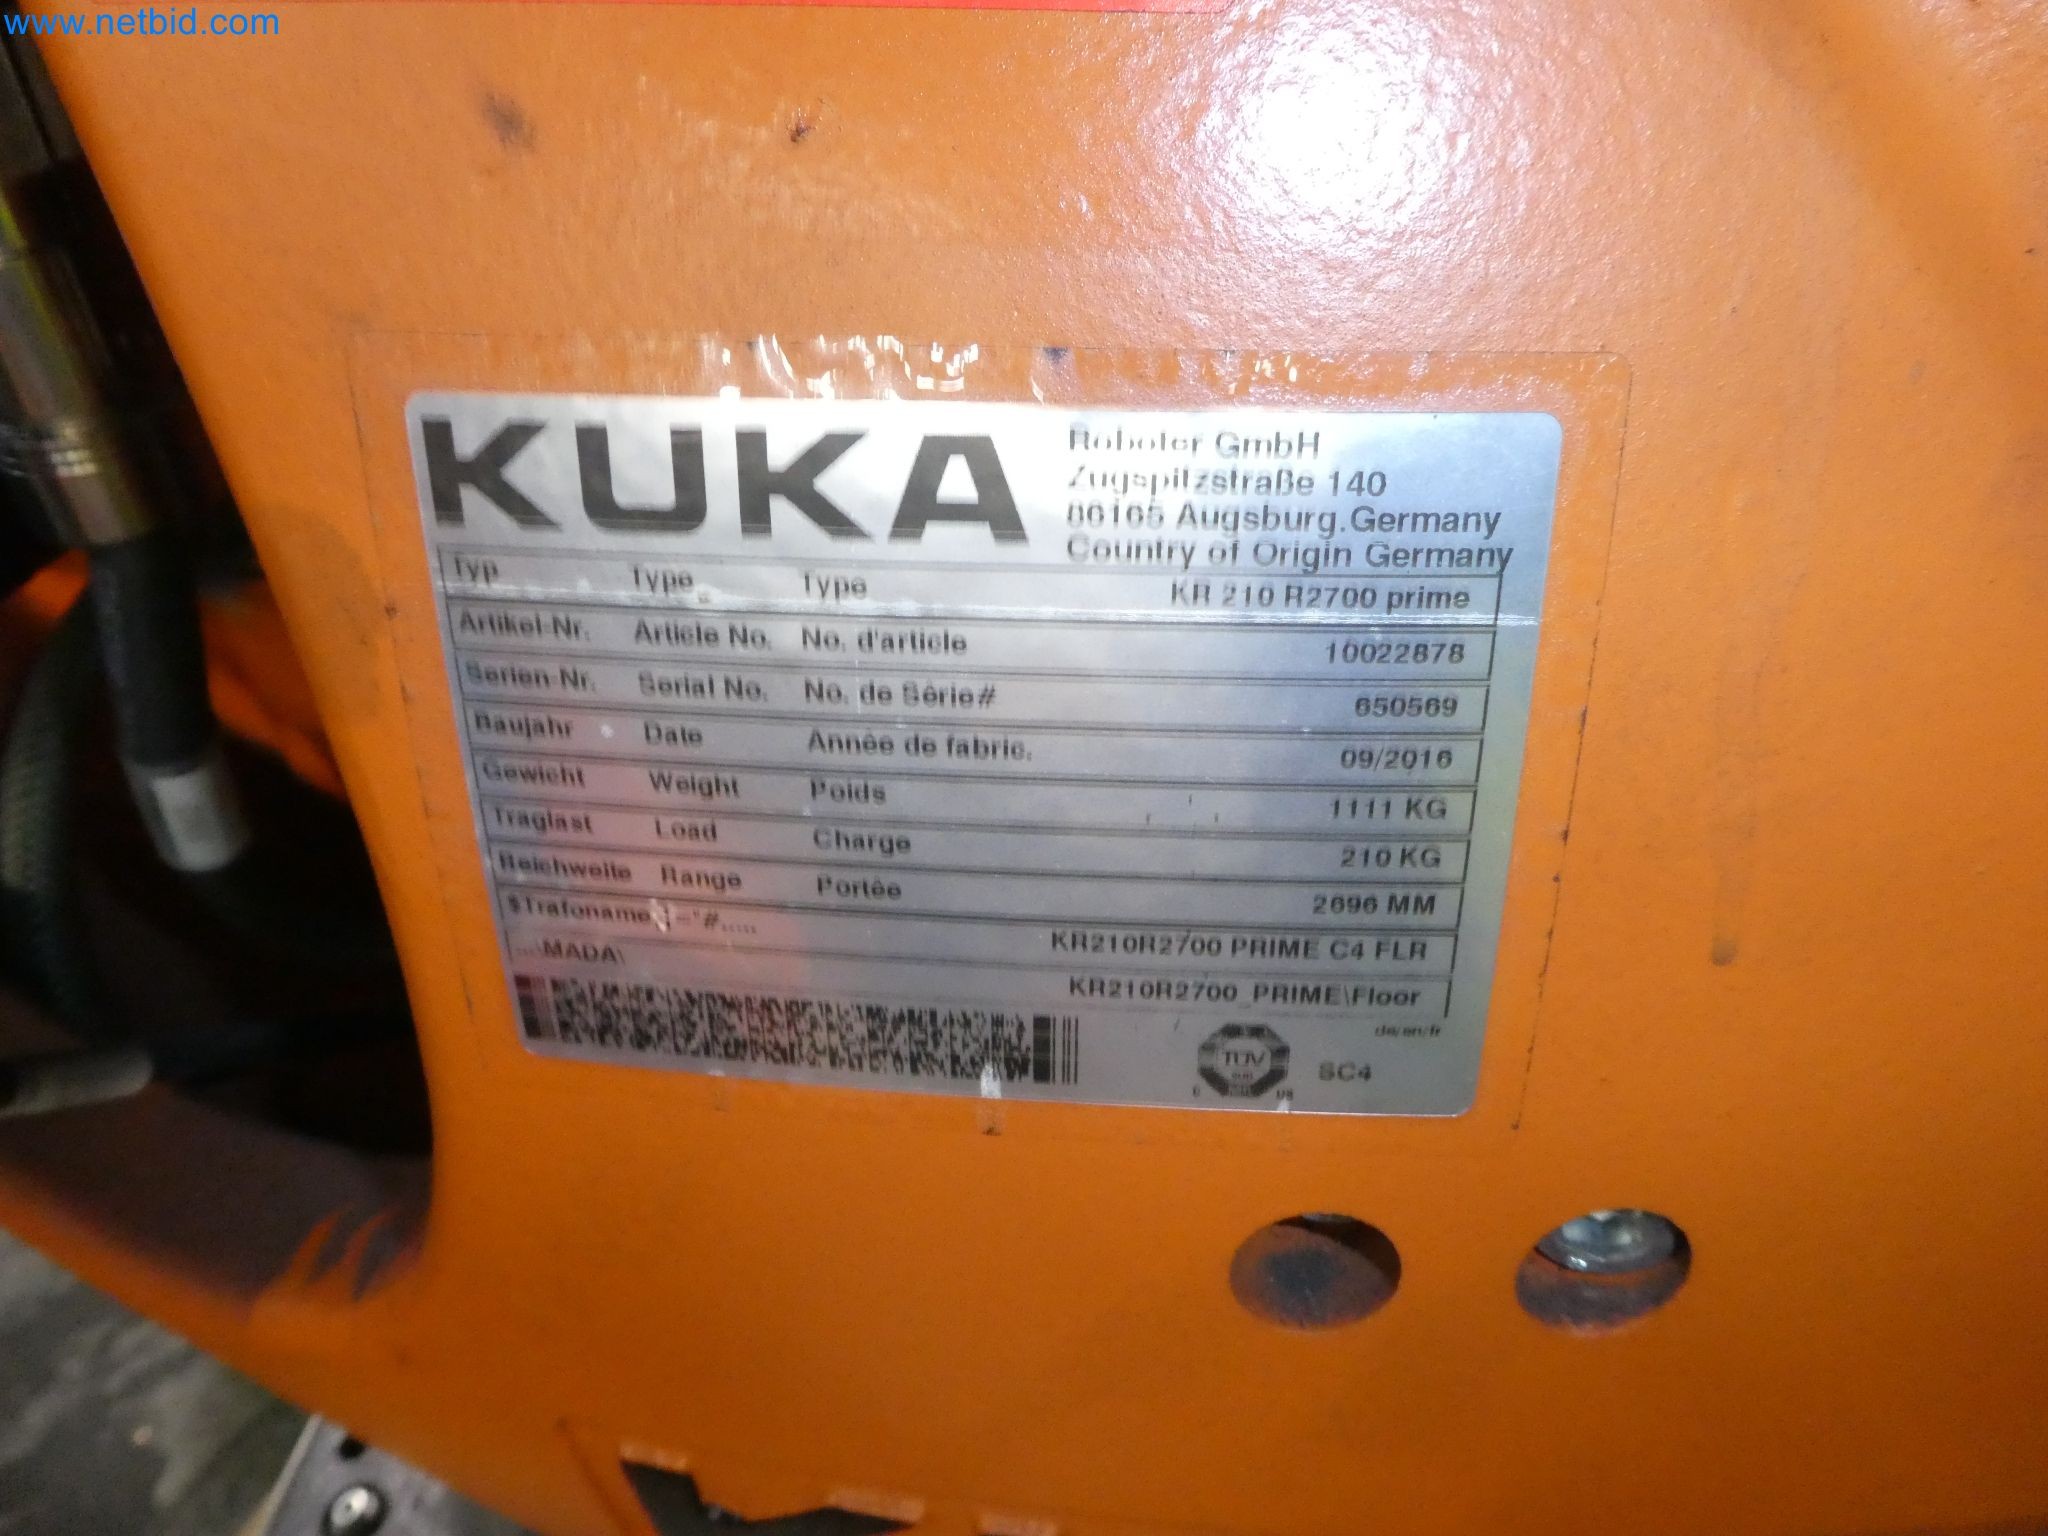 www.netbid.com
KUKA
Roboter GmbH
Zugspitzstraße 140
86165 Augsburg.Germany
Country of Origin Germany
Typ Type Type KR 210 R2700 prime
Artikel-Nr. Article No. No. d'article 10022878
Serien-Nr. Serial No. No. de Série# 650569
Baujahr Date Année de fabric. 09/2016
Gewicht Weight Poids 1111 KG
Traglast Load Charge 210 KG
Reichweite Range Portée 2696 MM
$Trafoname[]="#..... KR210R2700 PRIME C4 FLR
...\MADA\ KR210R2700_PRIME\Floor
de/en/fr
TÜV
C US
SC4